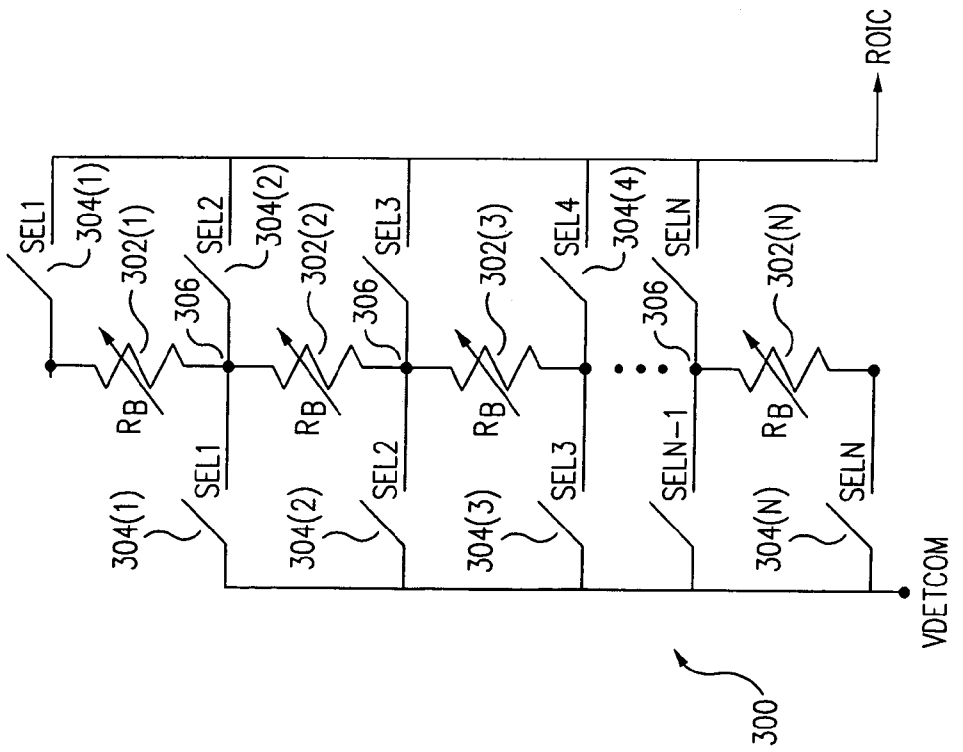 SEL1
304(1)
302(1)
RB
306
SEL1
304(1)
SEL2
304(2)
302(2)
RB
306
SEL2
304(2)
SEL3
302(3)
RB
SEL3
304(3)
SEL4
304(4)
306
SELN-1
SELN
302(N)
RB
SELN
304(N)
VDETCOM
ROIC
300